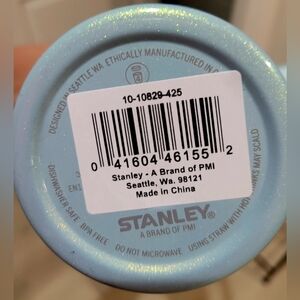 DESIGNED IN SEATTLE WA ETHICALLY MANUFACTURED IN
10-10829-425
0 41604 46155 2
Stanley - A Brand of PMI
Seattle, Wa. 98121
Made in China
DISHWASHER SAFE BPA FREE DO NOT MICROWAVE USING STRAW WITH HOT DRINKS MAY SCALD
STANLEY®
A BRAND OF PMI